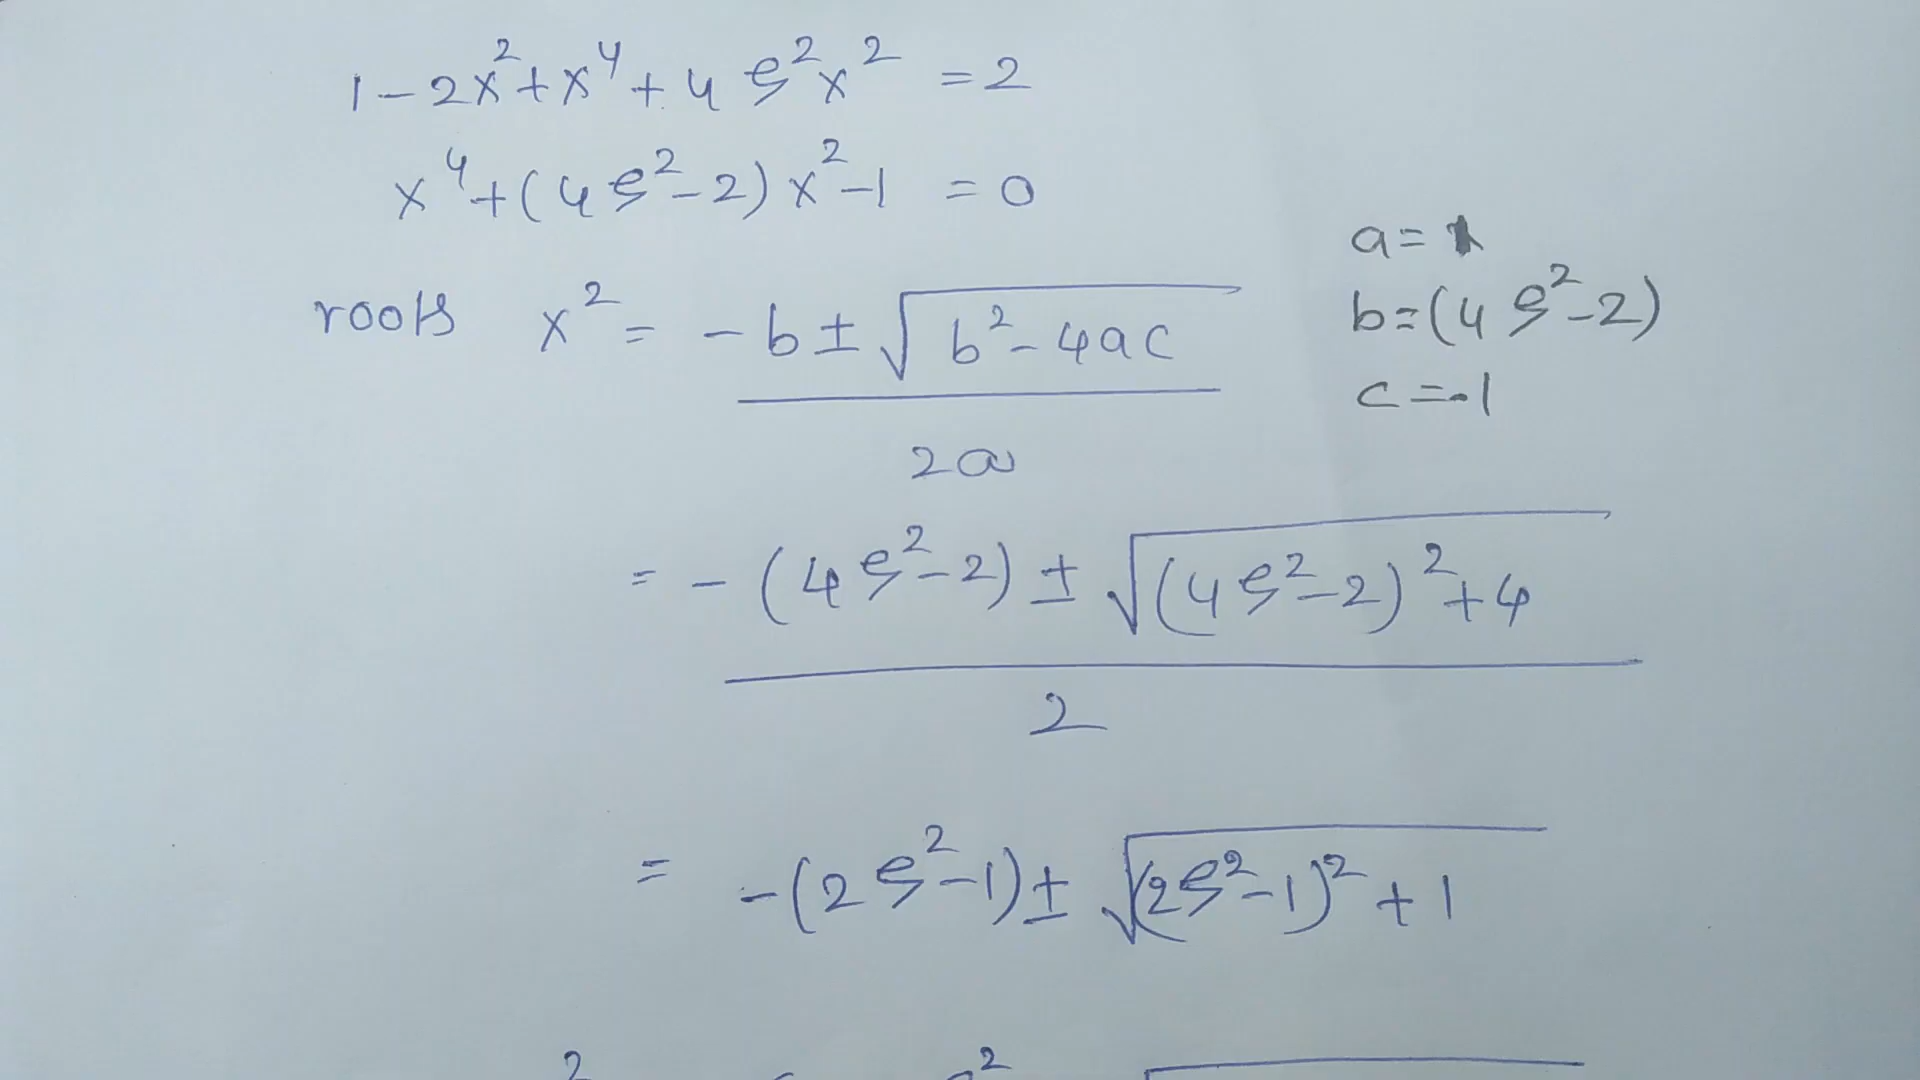 1 - 2x² + x⁴ + 4ξ²x² = 2
x⁴ + (4ξ² - 2)x² - 1 = 0
a = 1
roots x² = -b ± √(b² - 4ac)
b = (4ξ² - 2)
c = -1
2a
= -(4ξ² - 2) ± √((4ξ² - 2)² + 4)
2
= -(2ξ² - 1) ± √((2ξ² - 1)² + 1)